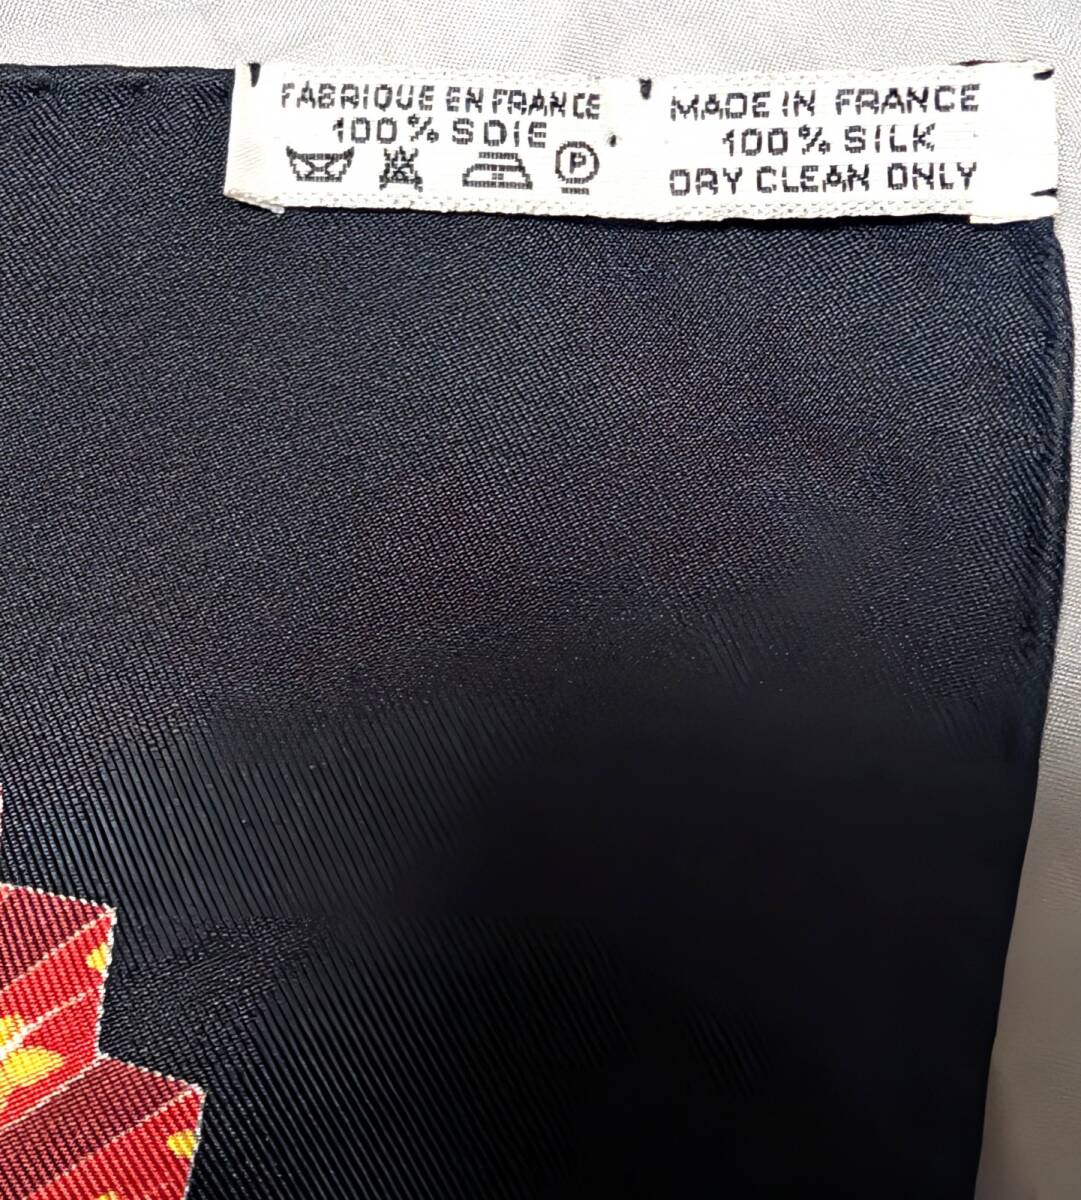 FABRIQUE EN FRANCE
100% SOIE
P
MADE IN FRANCE
100% SILK
DRY CLEAN ONLY